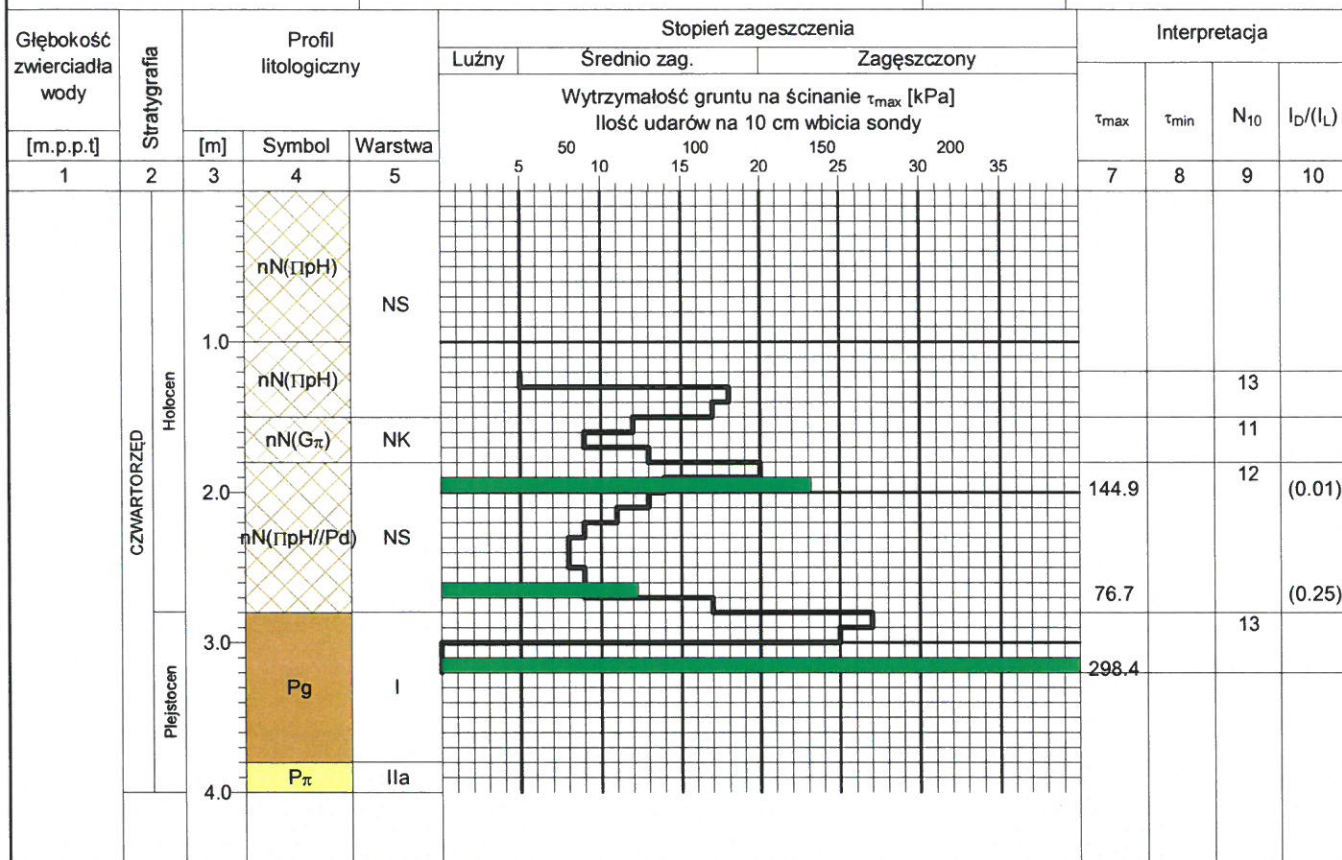 Głębokość zwierciadła wody
Stratygrafia
Profil litologiczny
Stopień zagęszczenia
Interpretacja
Luźny
Średnio zag.
Zagęszczony
Wytrzymałość gruntu na ścinanie τmax [kPa]
Ilość udarów na 10 cm wbicia sondy
τmax
τmin
N10
ID/(IL)
[m.p.p.t]
[m]
Symbol
Warstwa
50 100 150 200
5 10 15 20 25 30 35
1 2 3 4 5 7 8 9 10
CZWARTORZĘD
Holocen
Plejstocen
nN(ΠpH)
NS
1.0
nN(ΠpH)
13
nN(Gπ)
NK
11
2.0
144.9
12
(0.01)
nN(ΠpH//Pd)
NS
76.7
(0.25)
3.0
13
298.4
Pg
I
Pπ
IIa
4.0